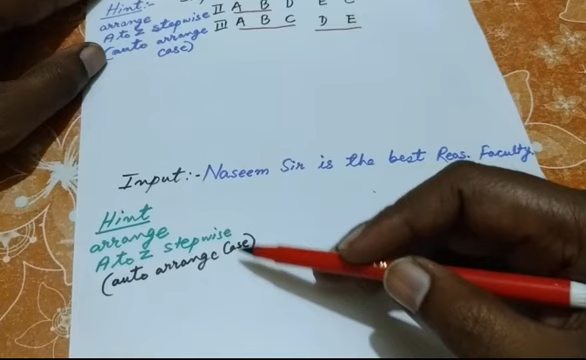 Hint:-
arrange II A B D E C
A to Z stepwise III A B C D E
(auto arrange
case)
Input:- Naseem Sir is the best Reas. Faculty.
Hint
arrange
A to Z stepwise
(auto arrange case)